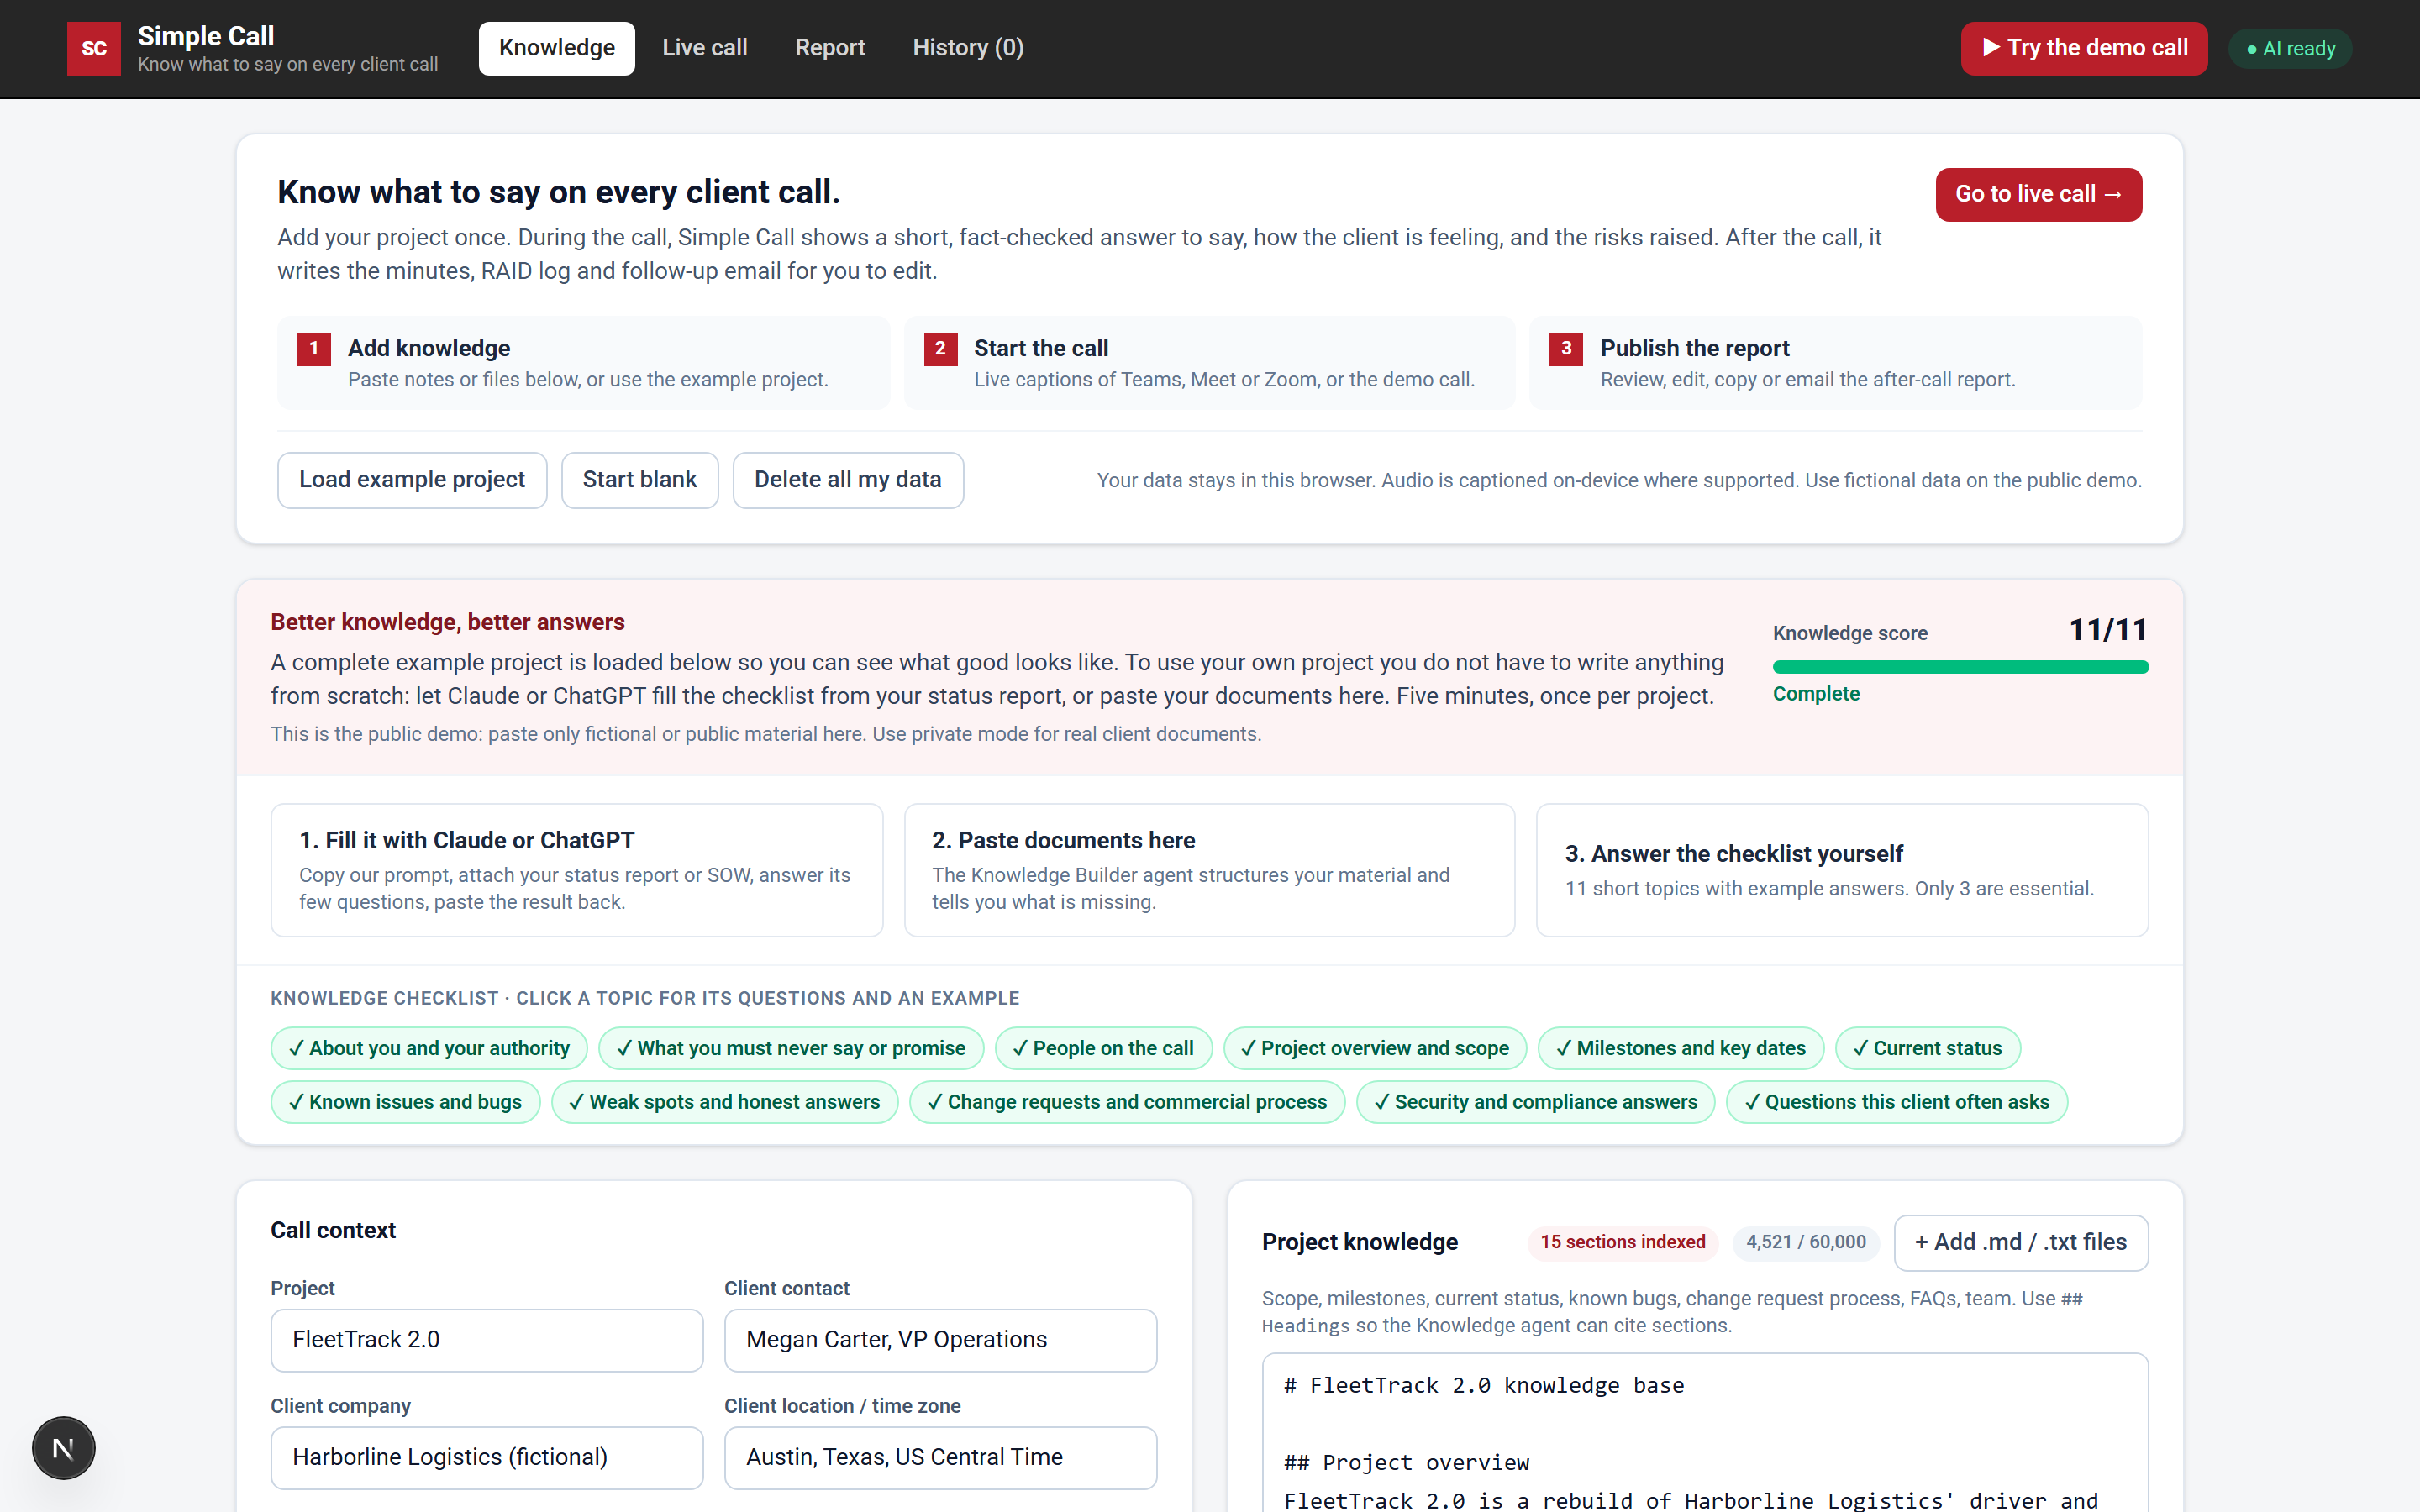 SC
Simple Call
Know what to say on every client call
Knowledge
Live call
Report
History (0)
▶ Try the demo call
● AI ready
Know what to say on every client call.
Go to live call →
Add your project once. During the call, Simple Call shows a short, fact-checked answer to say, how the client is feeling, and the risks raised. After the call, it
writes the minutes, RAID log and follow-up email for you to edit.
1
Add knowledge
Paste notes or files below, or use the example project.
2
Start the call
Live captions of Teams, Meet or Zoom, or the demo call.
3
Publish the report
Review, edit, copy or email the after-call report.
Load example project
Start blank
Delete all my data
Your data stays in this browser. Audio is captioned on-device where supported. Use fictional data on the public demo.
Better knowledge, better answers
A complete example project is loaded below so you can see what good looks like. To use your own project you do not have to write anything
from scratch: let Claude or ChatGPT fill the checklist from your status report, or paste your documents here. Five minutes, once per project.
This is the public demo: paste only fictional or public material here. Use private mode for real client documents.
Knowledge score
11/11
Complete
1. Fill it with Claude or ChatGPT
Copy our prompt, attach your status report or SOW, answer its
few questions, paste the result back.
2. Paste documents here
The Knowledge Builder agent structures your material and
tells you what is missing.
3. Answer the checklist yourself
11 short topics with example answers. Only 3 are essential.
KNOWLEDGE CHECKLIST · CLICK A TOPIC FOR ITS QUESTIONS AND AN EXAMPLE
✓ About you and your authority
✓ What you must never say or promise
✓ People on the call
✓ Project overview and scope
✓ Milestones and key dates
✓ Current status
✓ Known issues and bugs
✓ Weak spots and honest answers
✓ Change requests and commercial process
✓ Security and compliance answers
✓ Questions this client often asks
Call context
Project
FleetTrack 2.0
Client contact
Megan Carter, VP Operations
Client company
Harborline Logistics (fictional)
Client location / time zone
Austin, Texas, US Central Time
Project knowledge
15 sections indexed
4,521 / 60,000
+ Add .md / .txt files
Scope, milestones, current status, known bugs, change request process, FAQs, team. Use ##
Headings so the Knowledge agent can cite sections.
# FleetTrack 2.0 knowledge base
## Project overview
FleetTrack 2.0 is a rebuild of Harborline Logistics' driver and
N